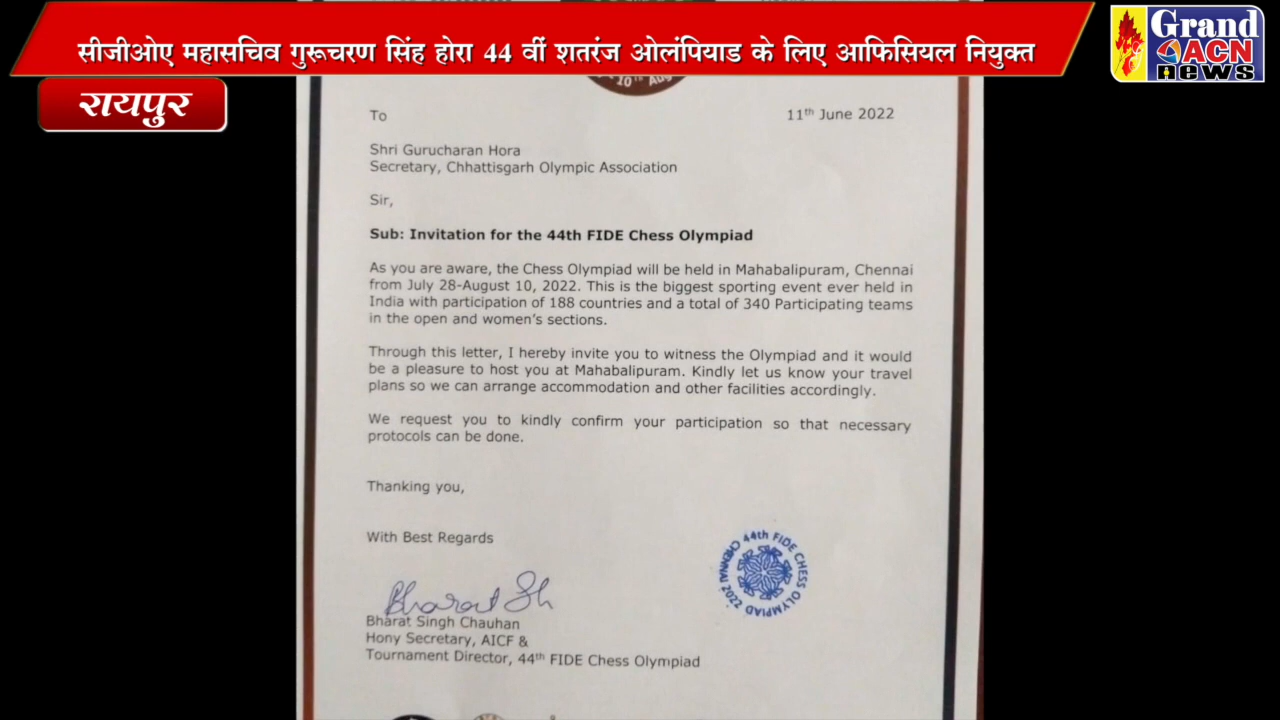 सीजीओए महासचिव गुरूचरण सिंह होरा 44 वीं शतरंज ओलंपियाड के लिए आफिसियल नियुक्त
Grand
ACN
news
रायपुर
10TH Aug
To
11th June 2022
Shri Gurucharan Hora
Secretary, Chhattisgarh Olympic Association
Sir,
Sub: Invitation for the 44th FIDE Chess Olympiad
As you are aware, the Chess Olympiad will be held in Mahabalipuram, Chennai
from July 28-August 10, 2022. This is the biggest sporting event ever held in
India with participation of 188 countries and a total of 340 Participating teams
in the open and women's sections.
Through this letter, I hereby invite you to witness the Olympiad and it would
be a pleasure to host you at Mahabalipuram. Kindly let us know your travel
plans so we can arrange accommodation and other facilities accordingly.
We request you to kindly confirm your participation so that necessary
protocols can be done.
Thanking you,
With Best Regards
44th FIDE CHESS OLYMPIAD CHENNAI 2022
Bharat Sh
Bharat Singh Chauhan
Hony Secretary, AICF &
Tournament Director, 44th FIDE Chess Olympiad